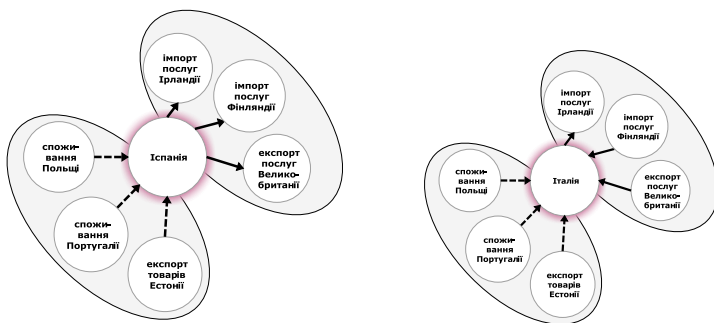 імпорт
послуг
Ірландії
імпорт
послуг
Фінляндії
експорт
послуг
Велико-
британії
Іспанія
спожи-
вання
Польщі
спожи-
вання
Португалії
експорт
товарів
Естонії
імпорт
послуг
Ірландії
імпорт
послуг
Фінляндії
експорт
послуг
Велико-
британії
Італія
спожи-
вання
Польщі
спожи-
вання
Португалії
експорт
товарів
Естонії